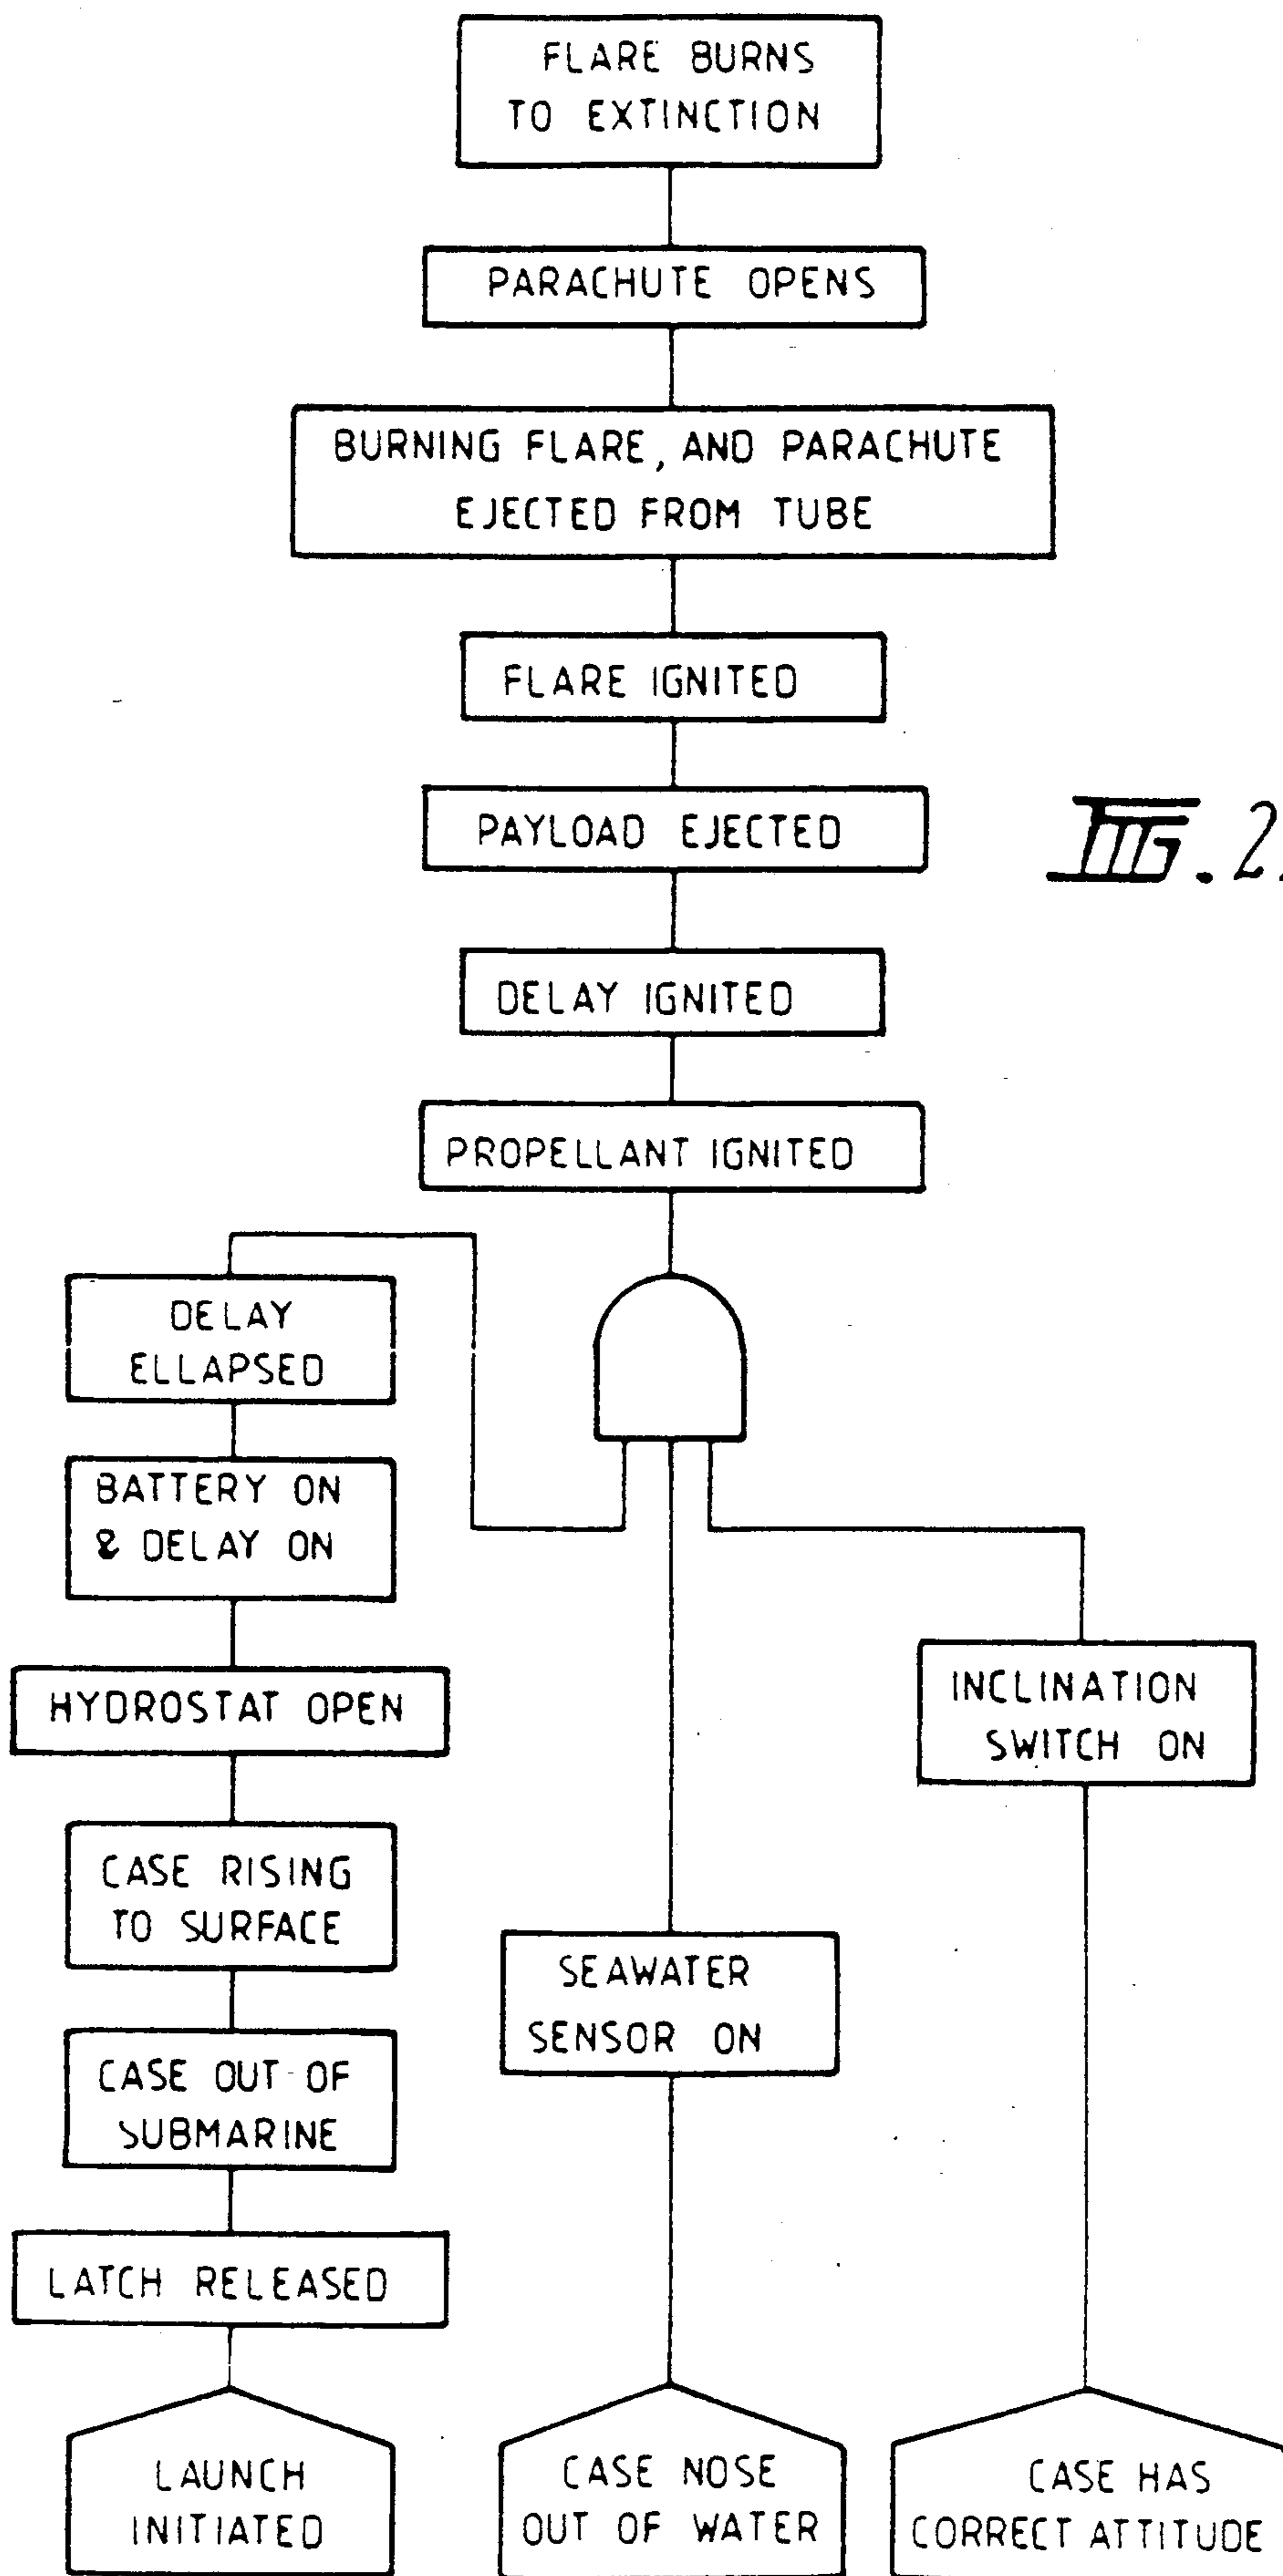 FLARE BURNS
TO EXTINCTION
PARACHUTE OPENS
BURNING FLARE, AND PARACHUTE
EJECTED FROM TUBE
FLARE IGNITED
PAYLOAD EJECTED
FIG. 2.
DELAY IGNITED
PROPELLANT IGNITED
DELAY
ELLAPSED
BATTERY ON
& DELAY ON
HYDROSTAT OPEN
CASE RISING
TO SURFACE
CASE OUT OF
SUBMARINE
LATCH RELEASED
LAUNCH
INITIATED
SEAWATER
SENSOR ON
CASE NOSE
OUT OF WATER
INCLINATION
SWITCH ON
CASE HAS
CORRECT ATTITUDE